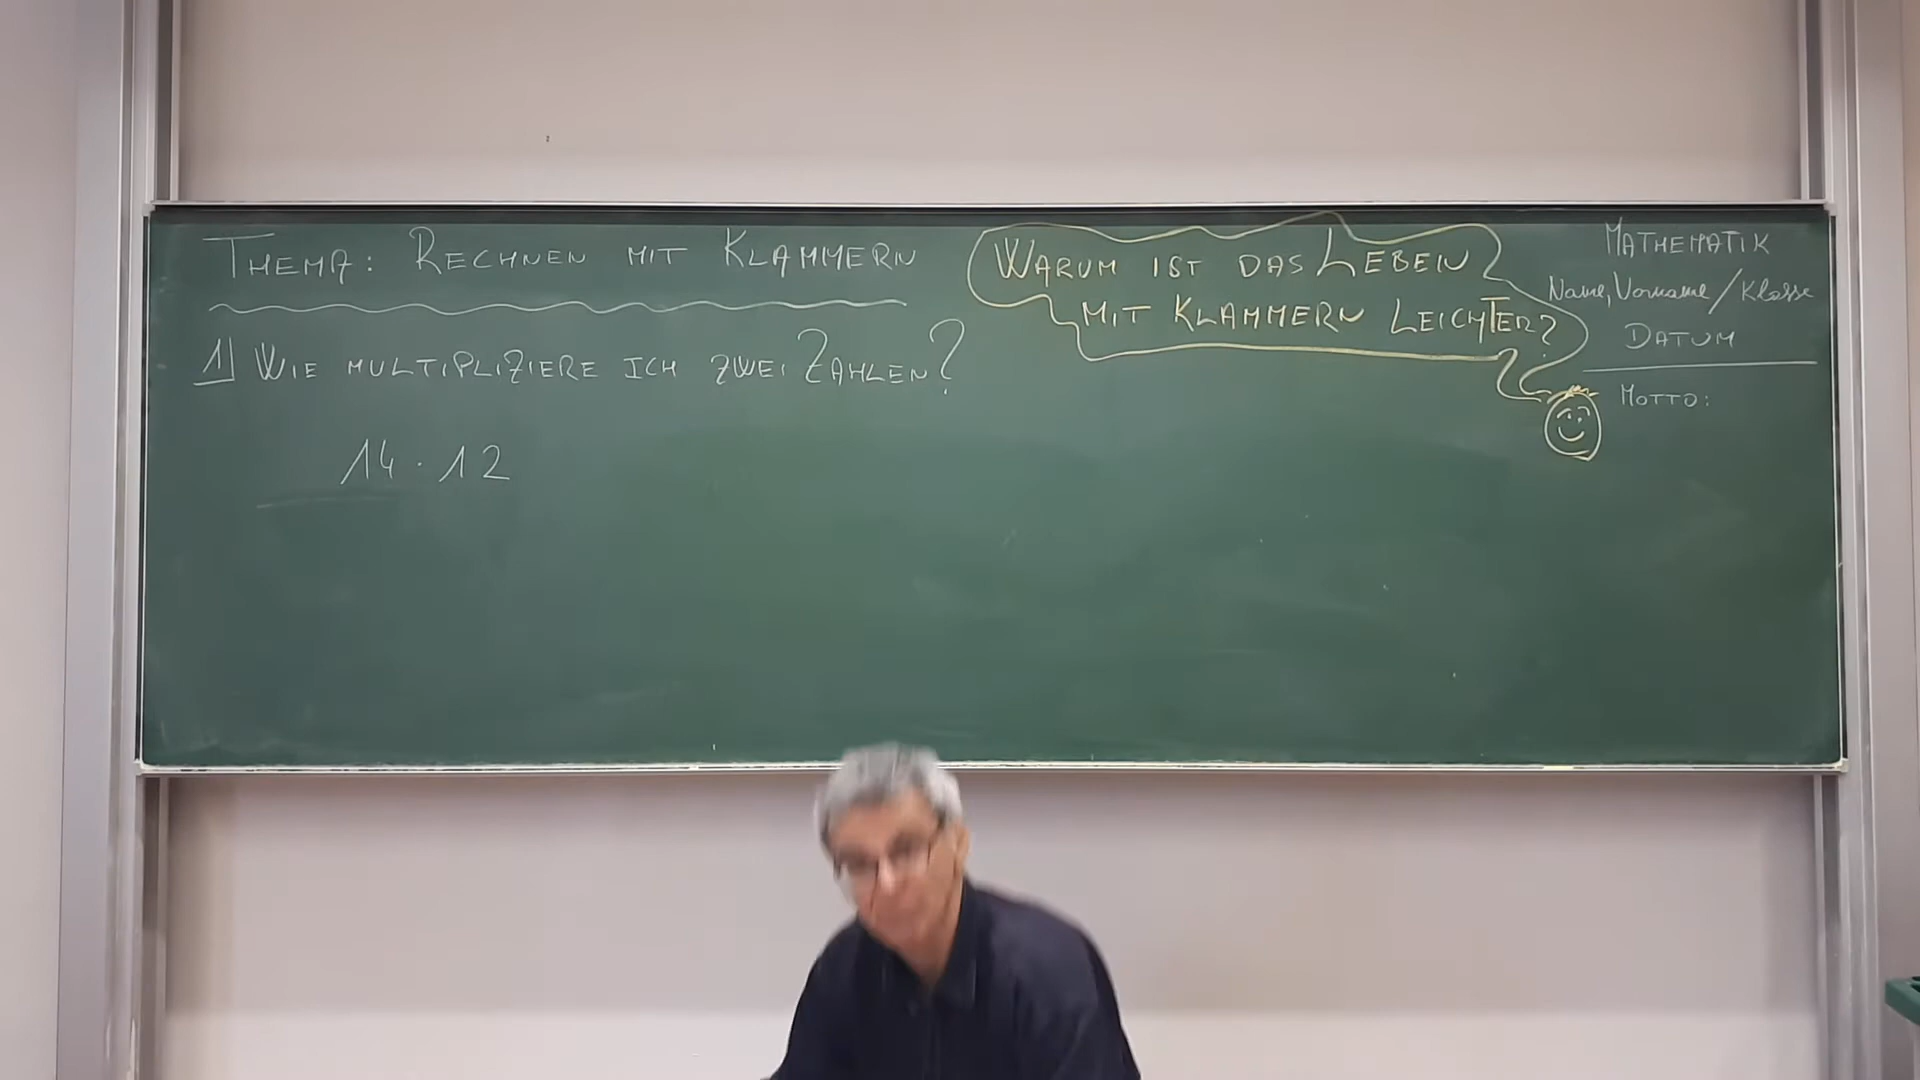 THEMA: RECHNEN MIT KLAMMERN
1) WIE MULTIPLIZIERE ICH ZWEI ZAHLEN?
14 · 12
WARUM IST DAS LEBEN
MIT KLAMMERN LEICHTER?
MATHEMATIK
Name, Vorname / Klasse
DATUM
MOTTO: